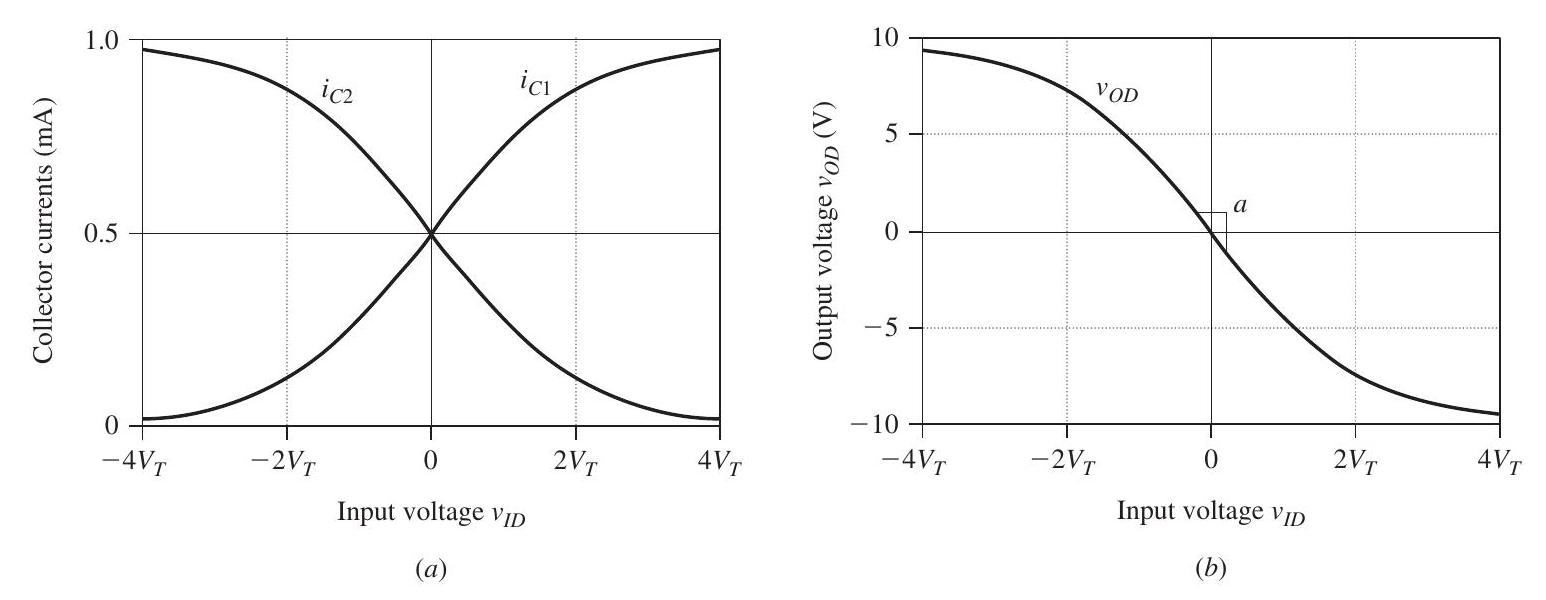 Collector currents (mA)
1.0
0.5
0
i_{C2}
i_{C1}
−4V_T
−2V_T
0
2V_T
4V_T
Input voltage v_{ID}
(a)
Output voltage v_{OD} (V)
10
5
0
−5
−10
v_{OD}
a
−4V_T
−2V_T
0
2V_T
4V_T
Input voltage v_{ID}
(b)